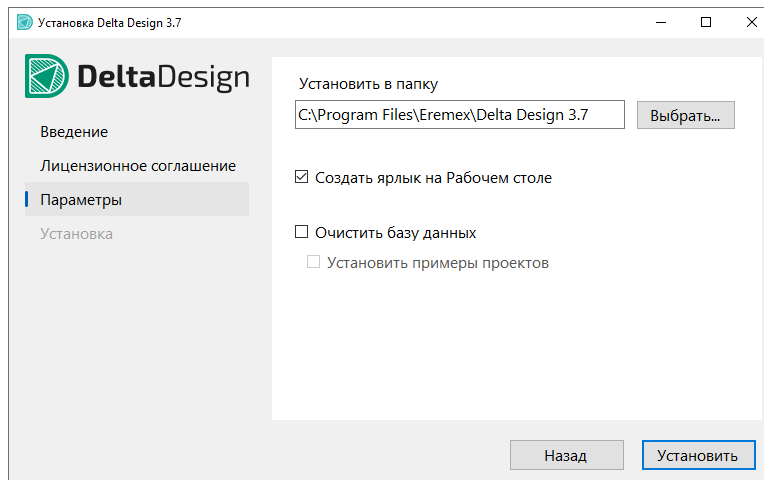 Установка Delta Design 3.7
DeltaDesign
Введение
Лицензионное соглашение
Параметры
Установка
Установить в папку
C:\Program Files\Eremex\Delta Design 3.7
Выбрать...
Создать ярлык на Рабочем столе
Очистить базу данных
Установить примеры проектов
Назад
Установить